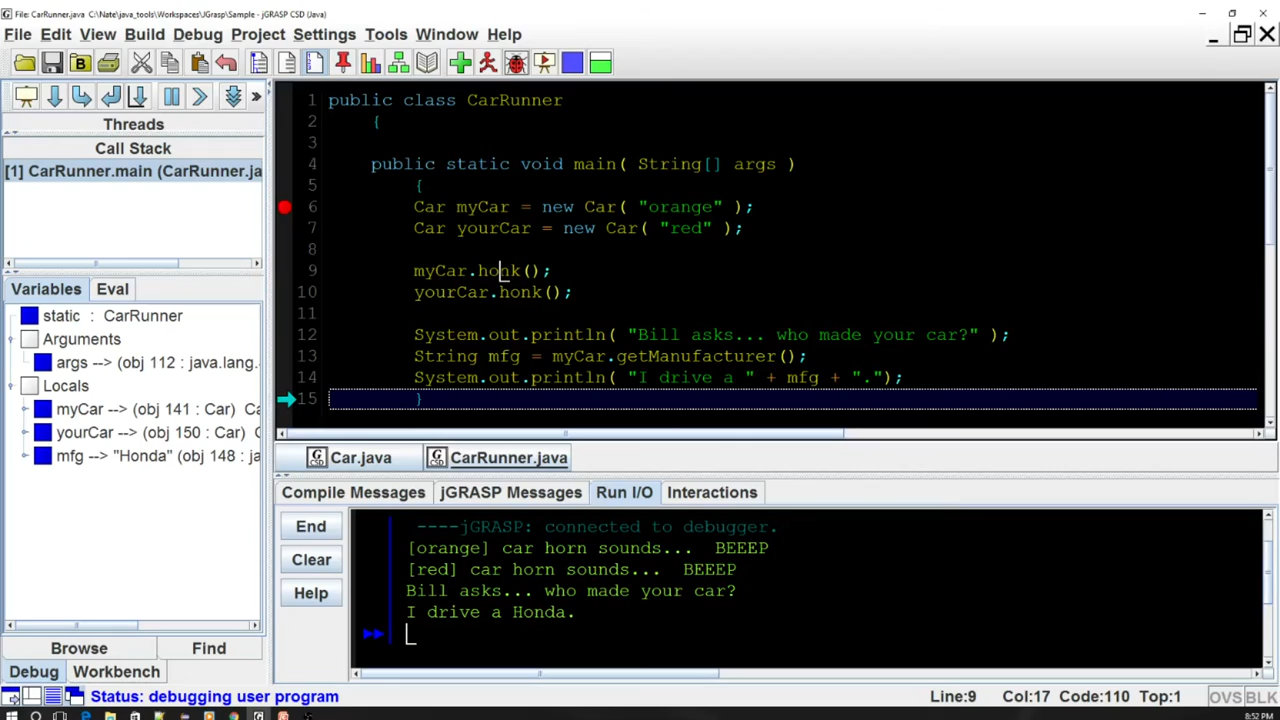 File: CarRunner.java C:\Nate\java_tools\Workspaces\JGrasp\Sample - jGRASP CSD (Java)
File Edit View Build Debug Project Settings Tools Window Help
Threads
Call Stack
[1] CarRunner.main (CarRunner.ja
Variables Eval
static : CarRunner
Arguments
args --> (obj 112 : java.lang.
Locals
myCar --> (obj 141 : Car) Ca
yourCar --> (obj 150 : Car) C
mfg --> "Honda" (obj 148 : ja
Browse Find
Debug Workbench
1 public class CarRunner
2 {
3
4 public static void main( String[] args )
5 {
6 Car myCar = new Car( "orange" );
7 Car yourCar = new Car( "red" );
8
9 myCar.honk();
10 yourCar.honk();
11
12 System.out.println( "Bill asks... who made your car?" );
13 String mfg = myCar.getManufacturer();
14 System.out.println( "I drive a " + mfg + ".");
15 }
Car.java CarRunner.java
Compile Messages jGRASP Messages Run I/O Interactions
End
Clear
Help
----jGRASP: connected to debugger.
[orange] car horn sounds... BEEEP
[red] car horn sounds... BEEEP
Bill asks... who made your car?
I drive a Honda.
Status: debugging user program Line:9 Col:17 Code:110 Top:1 OVS BLK
8:52 PM